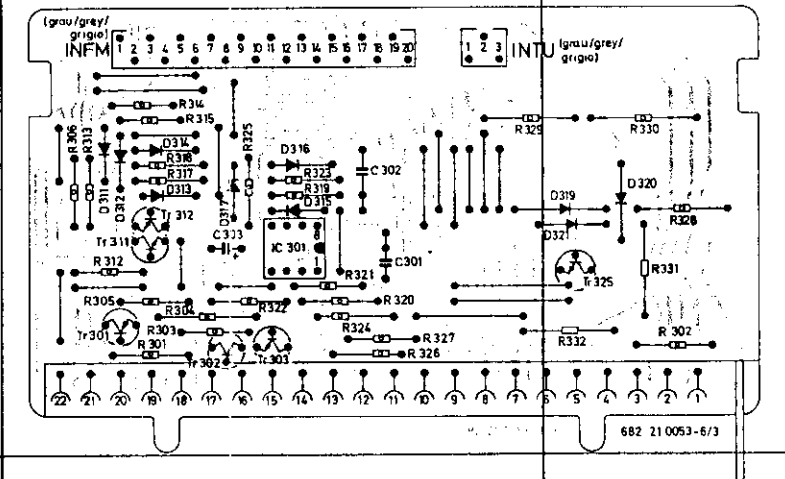 (grau/grey/
grigio)
INFM
1 2 3 4 5 6 7 8 9 10 11 12 13 14 15 16 17 18 19 20
1 2 3
INTU (grau/grey/
grigio)
R314
R315
R306
R313
D314
R318
R317
D313
D311
D312
Tr 312
Tr311
R325
D317
D316
R323
R319
D315
C302
C303
IC 301
8
1
C301
R329
R330
D319
D320
D321
R328
Tr325
R331
R312
R305
R304
R322
R321
R320
Tr301
R303
R324
R327
R301
Tr302
Tr303
R326
R332
R 302
22 21 20 19 18 17 16 15 14 13 12 11 10 9 8 7 6 5 4 3 2 1
682 21 0053-6/3